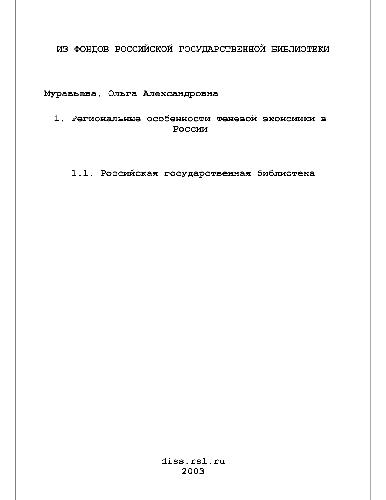 ИЗ ФОНДОВ РОССИЙСКОЙ ГОСУДАРСТВЕННОЙ БИБЛИОТЕКИ
Муравьева, Ольга Александровна
1. Региональные особенности теневой экономики в
России
1.1. Российская государственная библиотека
diss.rsl.ru
2003